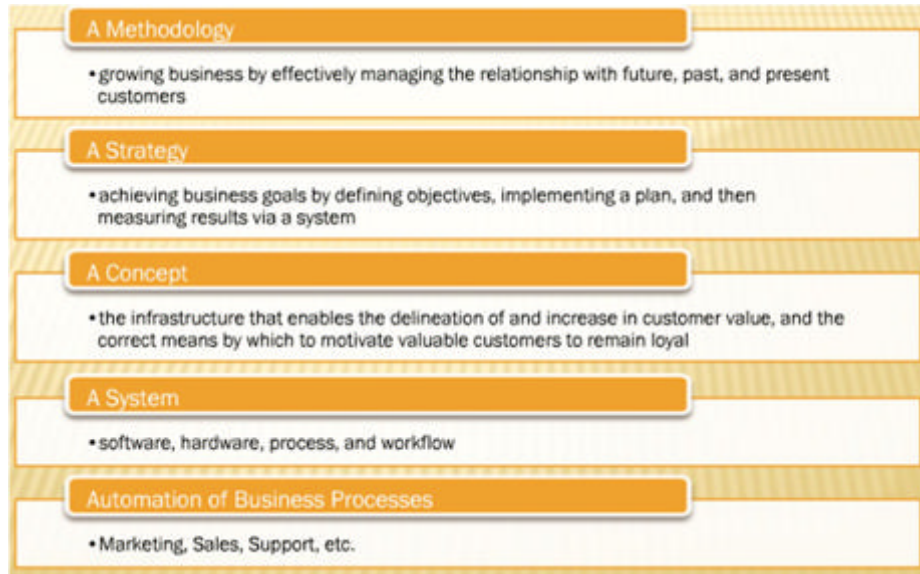 A Methodology
•growing business by effectively managing the relationship with future, past, and present
customers
A Strategy
•achieving business goals by defining objectives, implementing a plan, and then
measuring results via a system
A Concept
•the infrastructure that enables the delineation of and increase in customer value, and the
correct means by which to motivate valuable customers to remain loyal
A System
•software, hardware, process, and workflow
Automation of Business Processes
•Marketing, Sales, Support, etc.